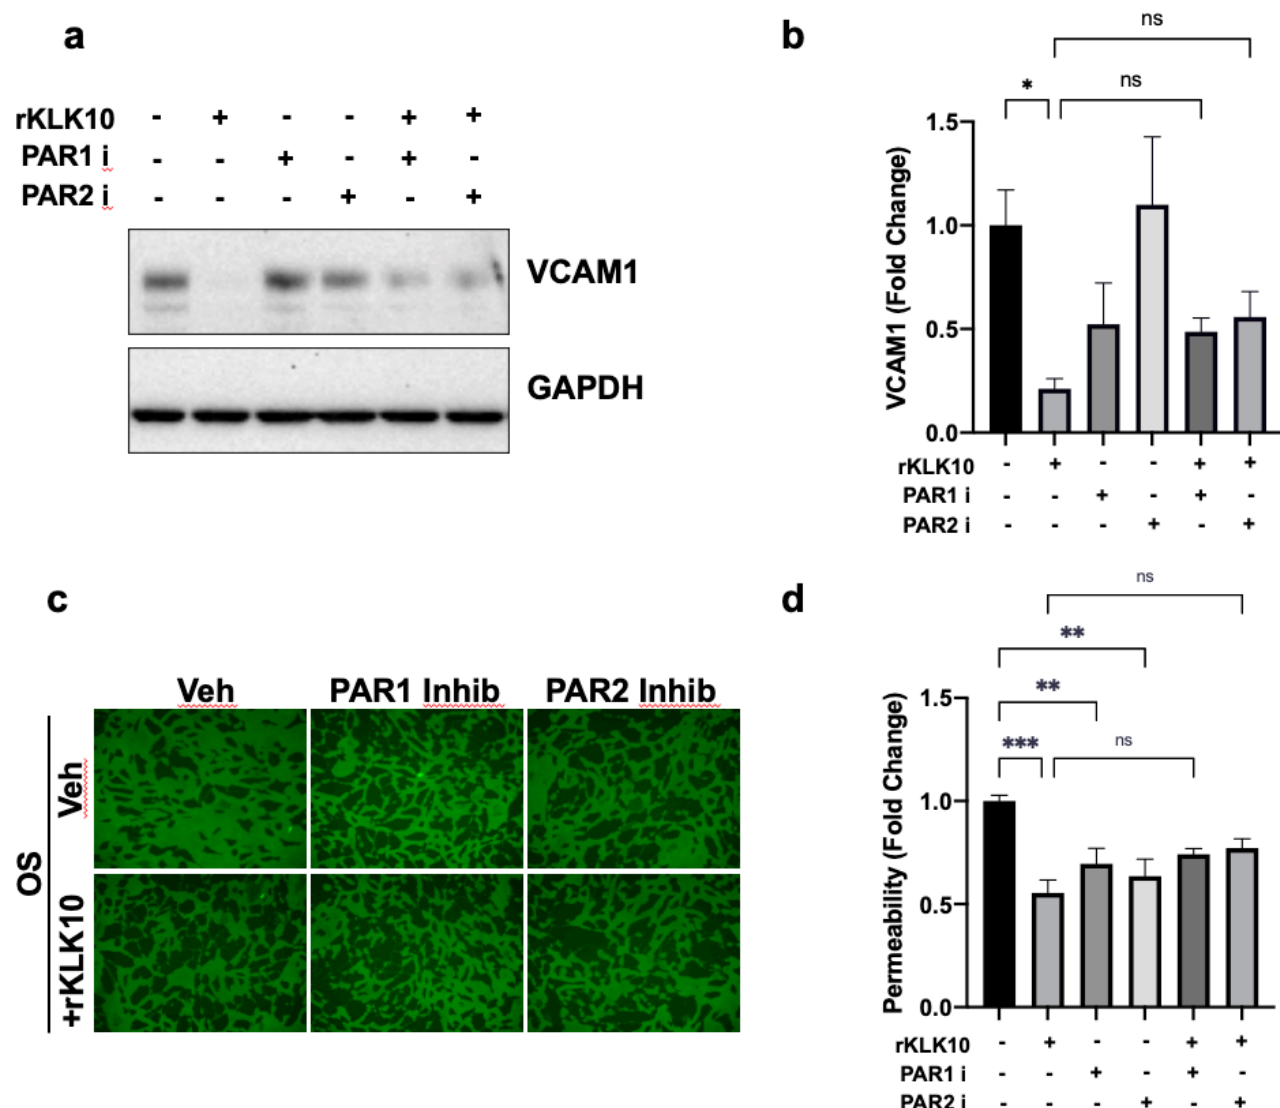 a
rKLK10 - + - - + +
PAR1 i - - + - + -
PAR2 i - - - + - +
VCAM1
GAPDH
b
ns
ns
*
1.5
1.0
0.5
0.0
VCAM1 (Fold Change)
rKLK10 - + - - + +
PAR1 i - - + - + -
PAR2 i - - - + - +
c
Veh PAR1 Inhib PAR2 Inhib
OS
Veh
+rKLK10
d
ns
**
**
*** ns
1.5
1.0
0.5
0.0
Permeability (Fold Change)
rKLK10 - + - - + +
PAR1 i - - + - + -
PAR2 i - - - + - +